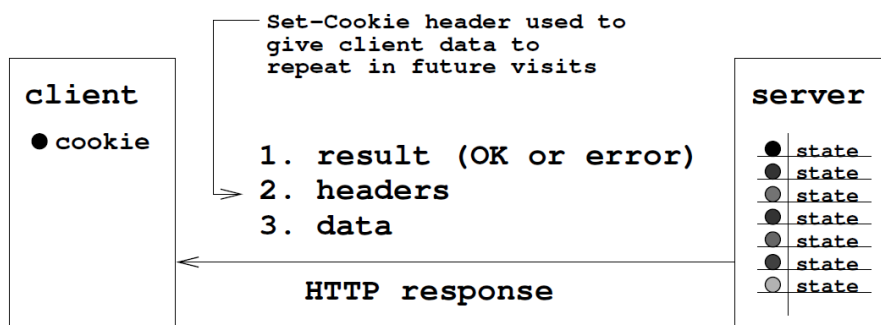 Set-Cookie header used to
give client data to
repeat in future visits
client
cookie
1. result (OK or error)
2. headers
3. data
HTTP response
server
state
state
state
state
state
state
state